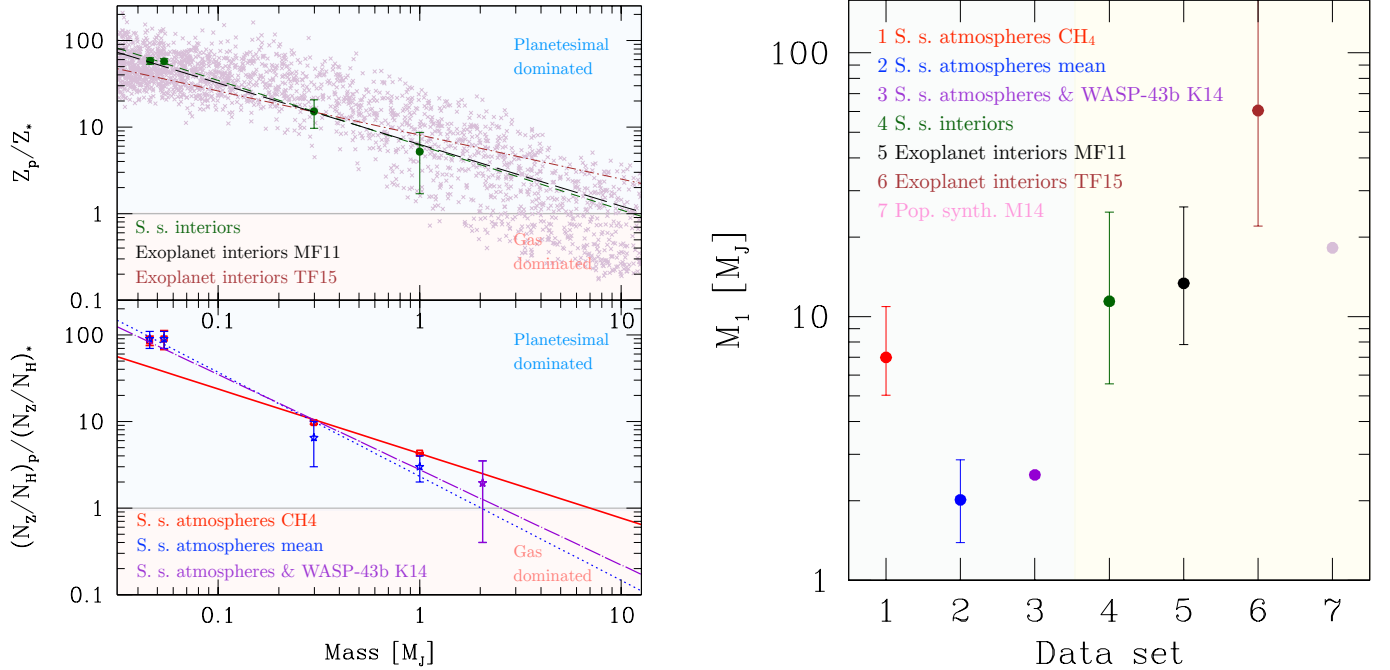 100
10
1
0.1
Z_p/Z_*
Planetesimal
dominated
S. s. interiors
Exoplanet interiors MF11
Exoplanet interiors TF15
Gas
dominated
0.1
1
10
100
10
1
0.1
(N_Z/N_H)_p/(N_Z/N_H)_*
Planetesimal
dominated
S. s. atmospheres CH4
S. s. atmospheres mean
S. s. atmospheres & WASP-43b K14
Gas
dominated
0.1
1
10
Mass [M_J]
100
10
1
M_1 [M_J]
1 S. s. atmospheres CH₄
2 S. s. atmospheres mean
3 S. s. atmospheres & WASP-43b K14
4 S. s. interiors
5 Exoplanet interiors MF11
6 Exoplanet interiors TF15
7 Pop. synth. M14
1 2 3 4 5 6 7
Data set